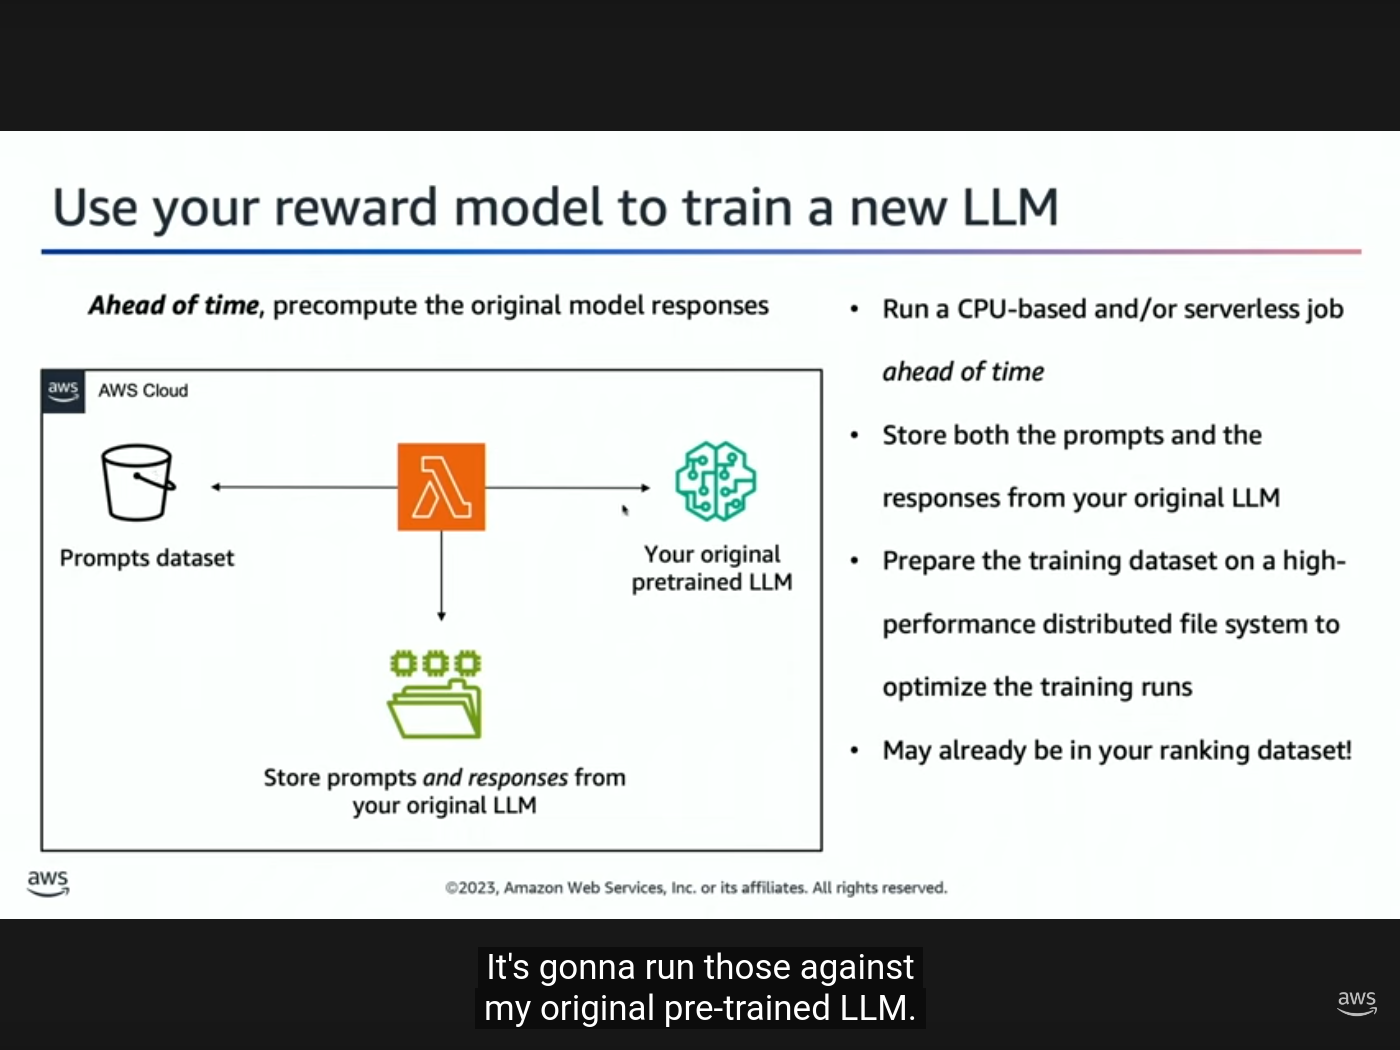 Use your reward model to train a new LLM
Ahead of time, precompute the original model responses
aws
AWS Cloud
Prompts dataset
Your original
pretrained LLM
Store prompts and responses from
your original LLM
• Run a CPU-based and/or serverless job
ahead of time
• Store both the prompts and the
responses from your original LLM
• Prepare the training dataset on a high-
performance distributed file system to
optimize the training runs
• May already be in your ranking dataset!
aws
©2023, Amazon Web Services, Inc. or its affiliates. All rights reserved.
It's gonna run those against
my original pre-trained LLM.
aws